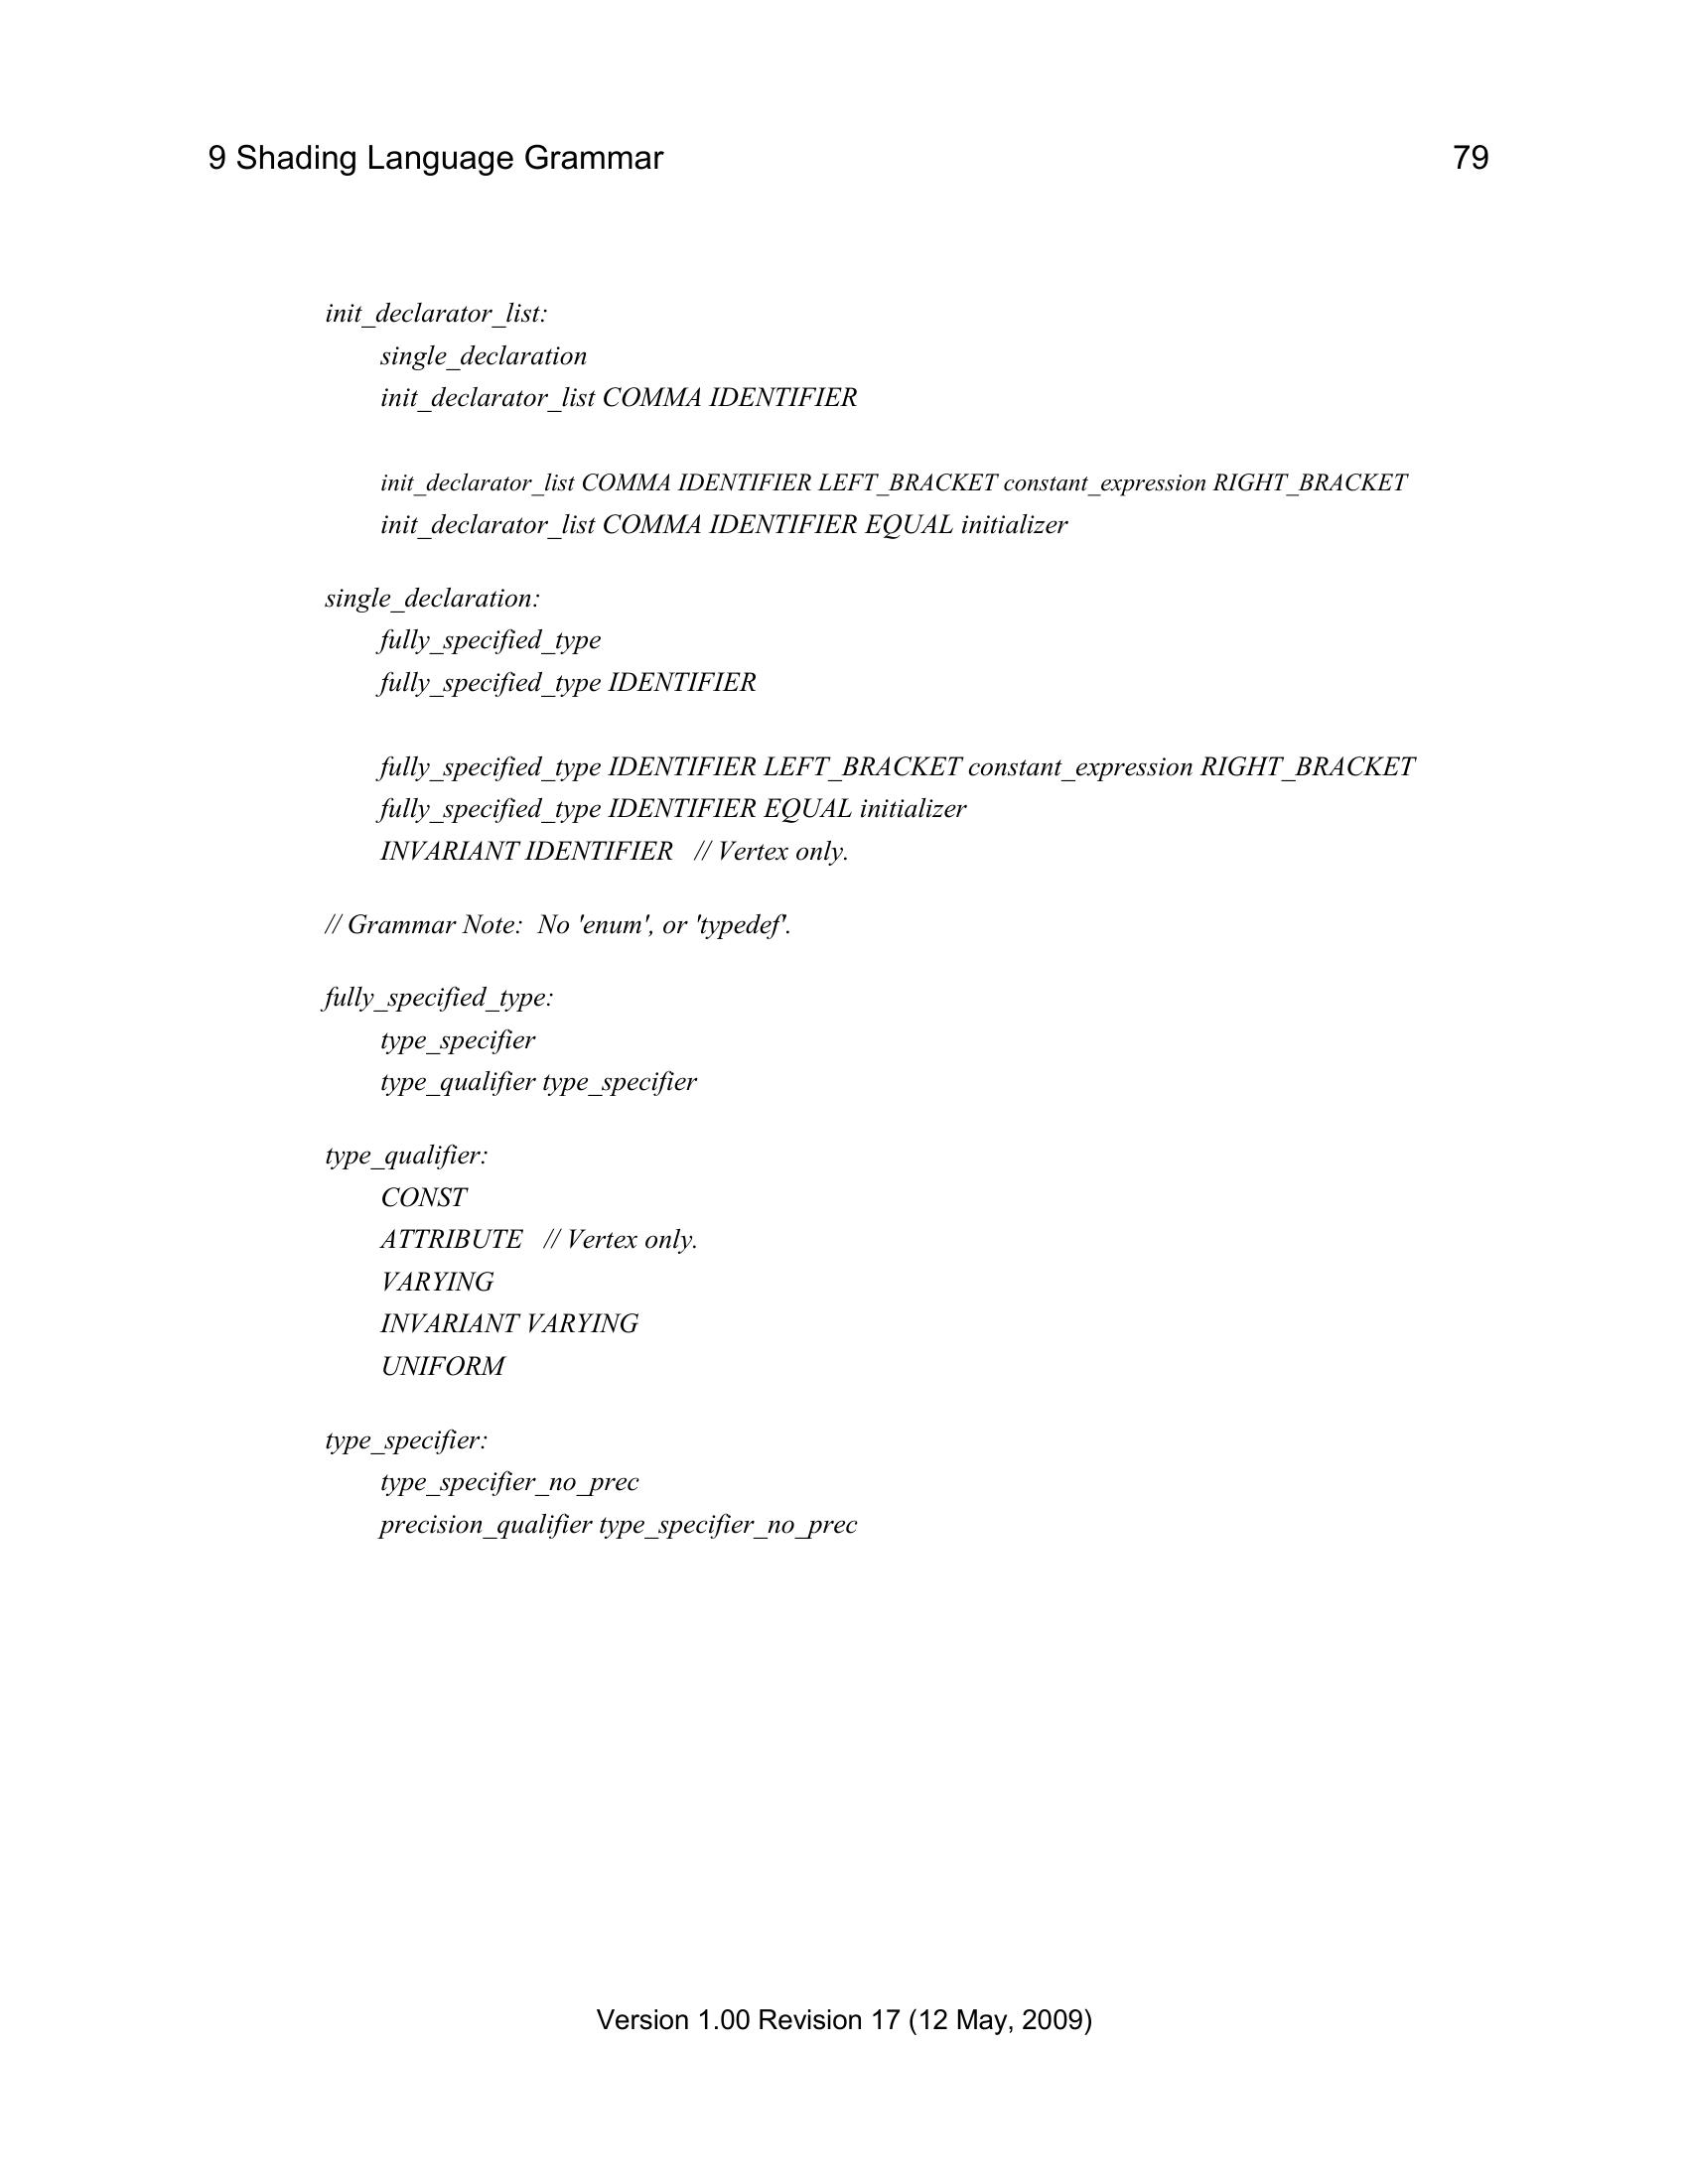 9 Shading Language Grammar 79
init_declarator_list:
single_declaration
init_declarator_list COMMA IDENTIFIER
init_declarator_list COMMA IDENTIFIER LEFT_BRACKET constant_expression RIGHT_BRACKET
init_declarator_list COMMA IDENTIFIER EQUAL initializer
single_declaration:
fully_specified_type
fully_specified_type IDENTIFIER
fully_specified_type IDENTIFIER LEFT_BRACKET constant_expression RIGHT_BRACKET
fully_specified_type IDENTIFIER EQUAL initializer
INVARIANT IDENTIFIER // Vertex only.
// Grammar Note: No 'enum', or 'typedef'.
fully_specified_type:
type_specifier
type_qualifier type_specifier
type_qualifier:
CONST
ATTRIBUTE // Vertex only.
VARYING
INVARIANT VARYING
UNIFORM
type_specifier:
type_specifier_no_prec
precision_qualifier type_specifier_no_prec
Version 1.00 Revision 17 (12 May, 2009)